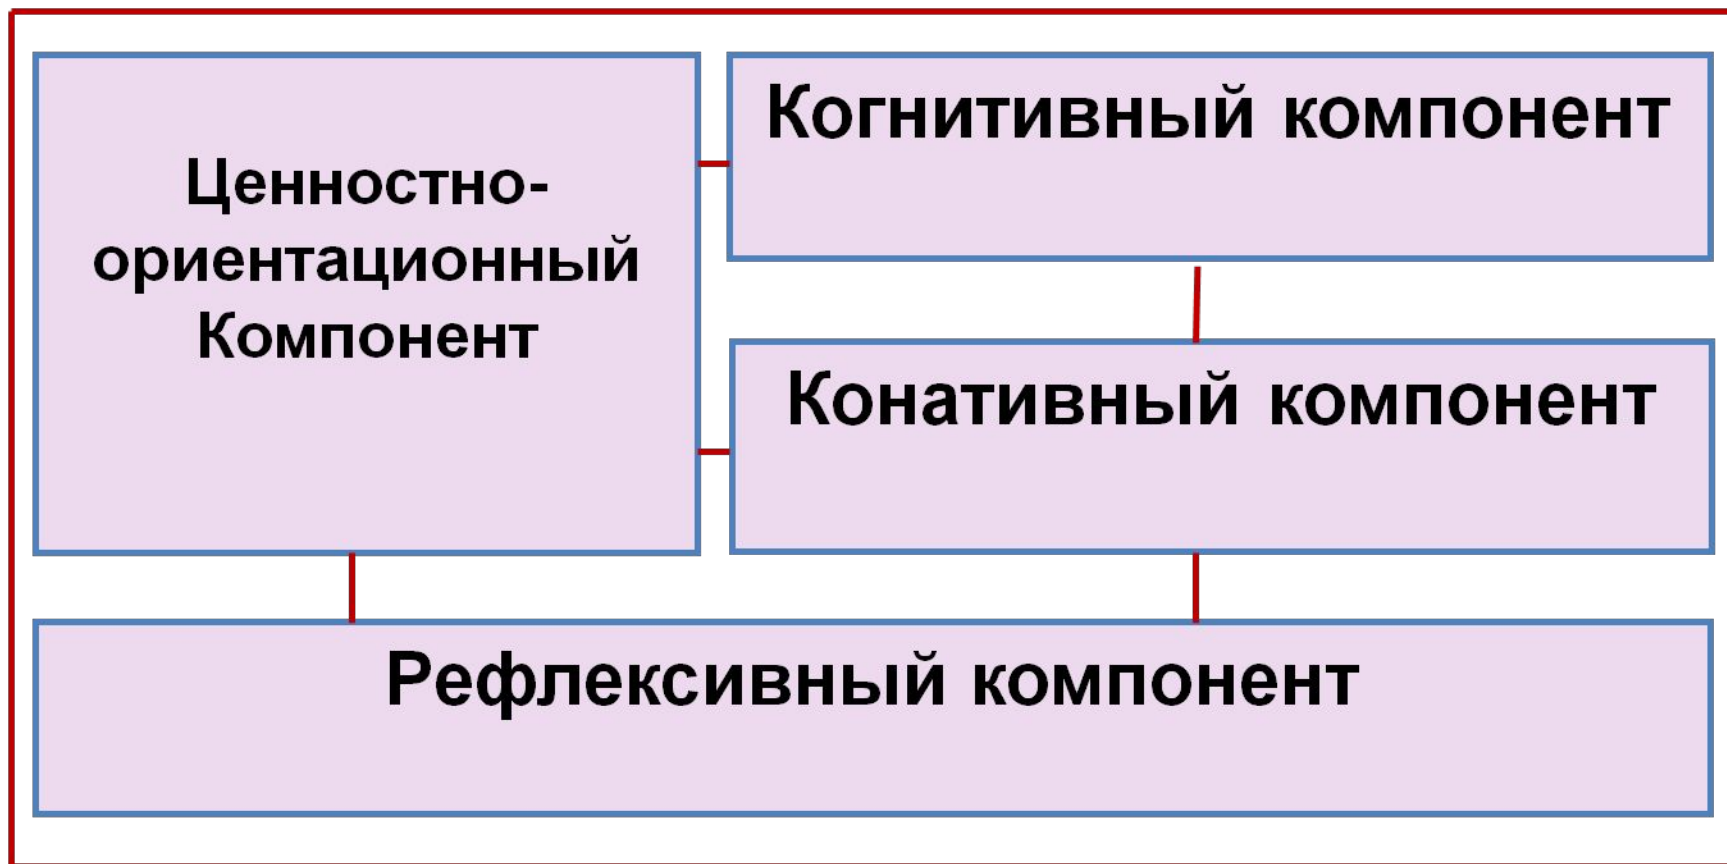 Ценностно-
ориентационный
Компонент
Когнитивный компонент
Конативный компонент
Рефлексивный компонент